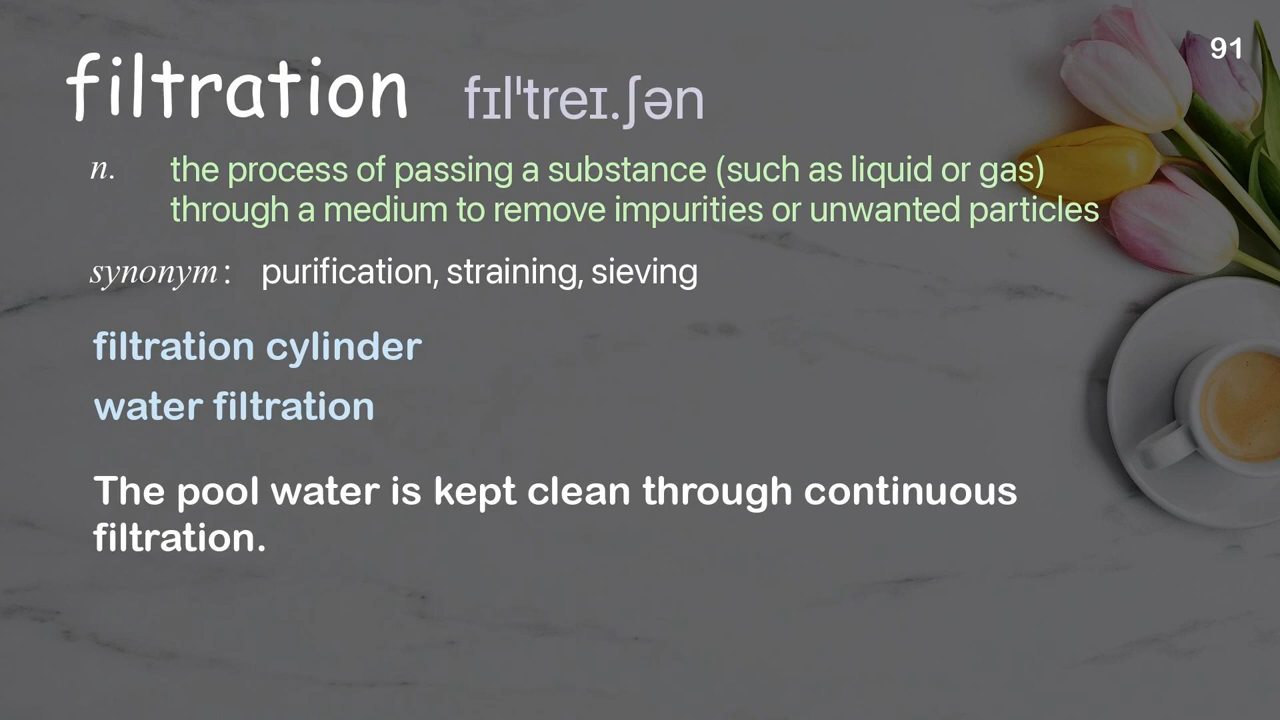 91
filtration fɪlˈtreɪ.ʃən
n. the process of passing a substance (such as liquid or gas)
through a medium to remove impurities or unwanted particles
synonym: purification, straining, sieving
filtration cylinder
water filtration
The pool water is kept clean through continuous
filtration.